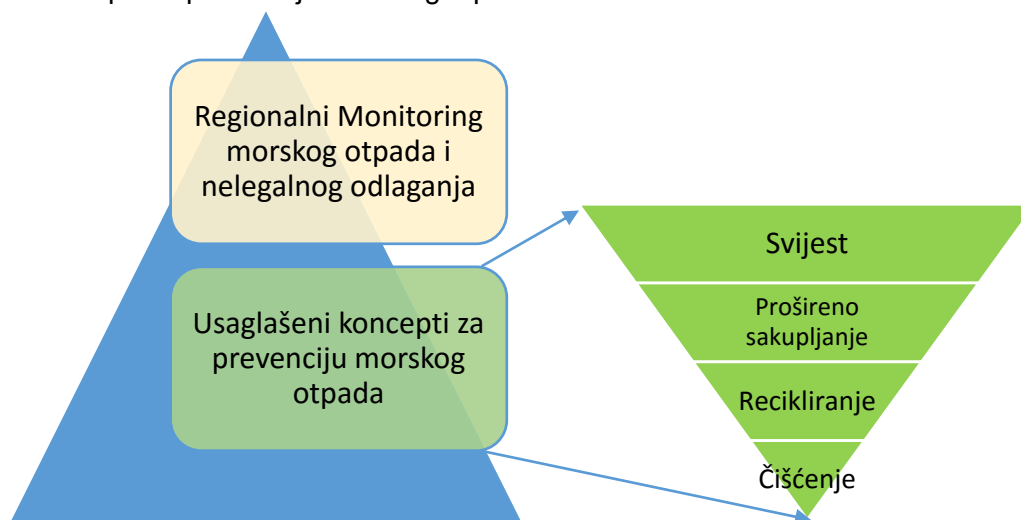 Regionalni Monitoring
morskog otpada i
nelegalnog odlaganja
Usaglašeni koncepti za
prevenciju morskog
otpada
Svijest
Prošireno
sakupljanje
Recikliranje
Čišćenje